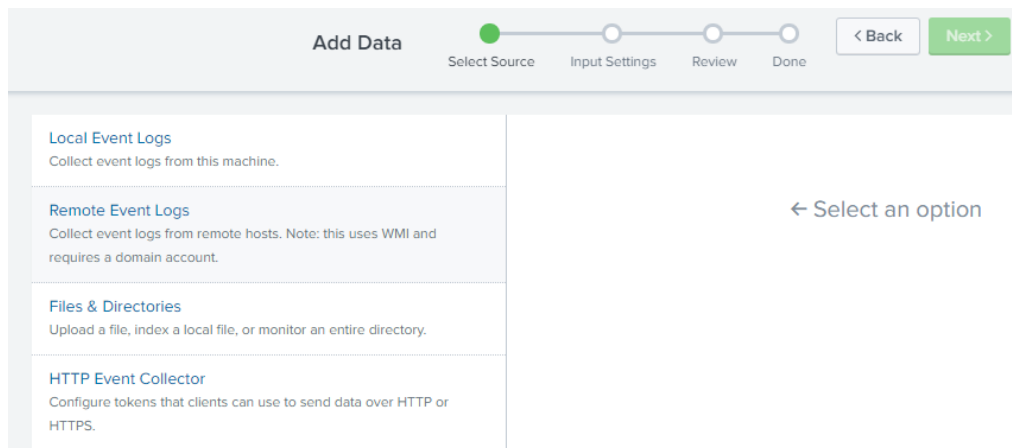 Add Data
Select Source
Input Settings
Review
Done
< Back
Next >
Local Event Logs
Collect event logs from this machine.
Remote Event Logs
Collect event logs from remote hosts. Note: this uses WMI and
requires a domain account.
← Select an option
Files & Directories
Upload a file, index a local file, or monitor an entire directory.
HTTP Event Collector
Configure tokens that clients can use to send data over HTTP or
HTTPS.